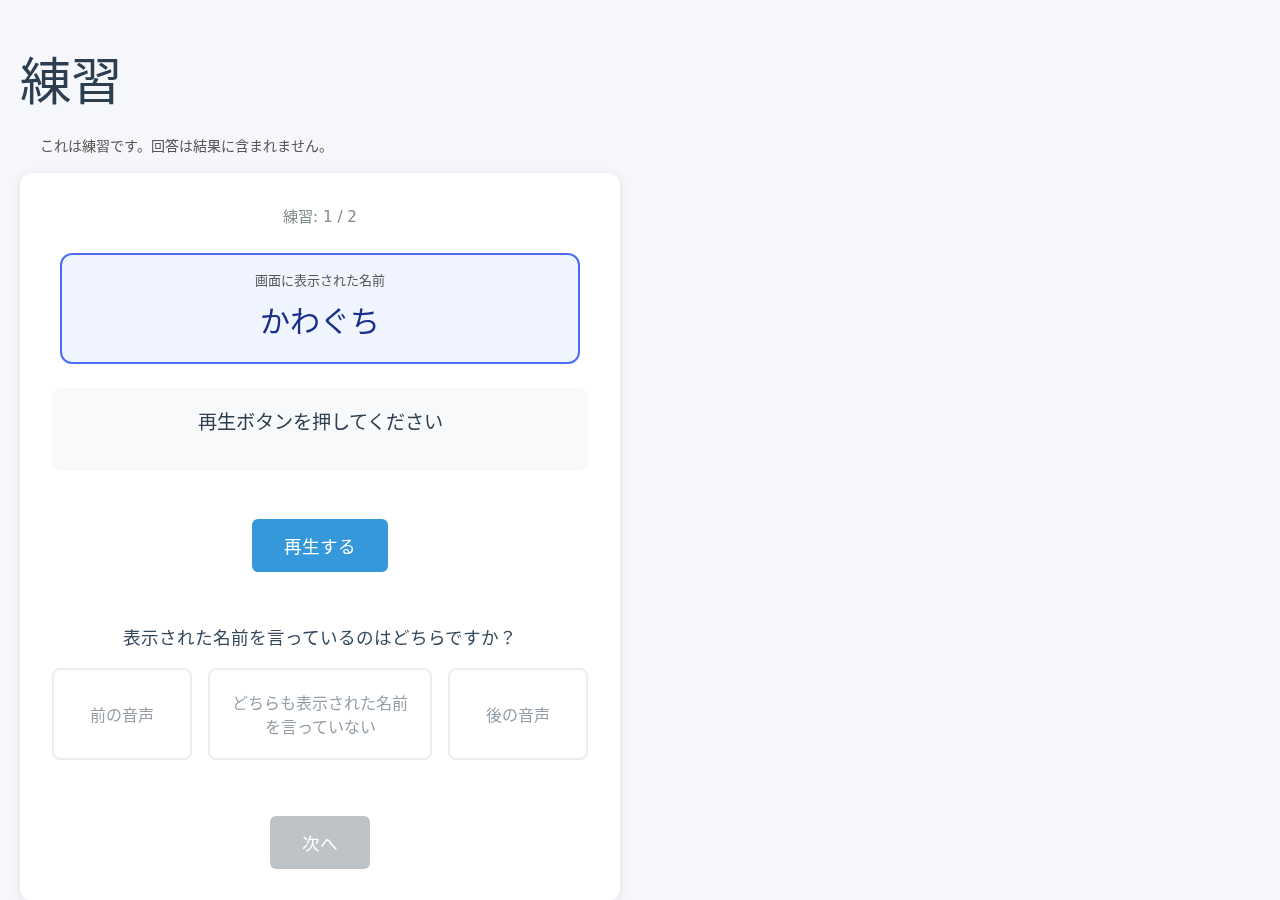 練習
これは練習です。回答は結果に含まれません。
練習: 1 / 2
画面に表示された名前
かわぐち
再生ボタンを押してください
再生する
表示された名前を言っているのはどちらですか？
前の音声
どちらも表示された名前
を言っていない
後の音声
次へ